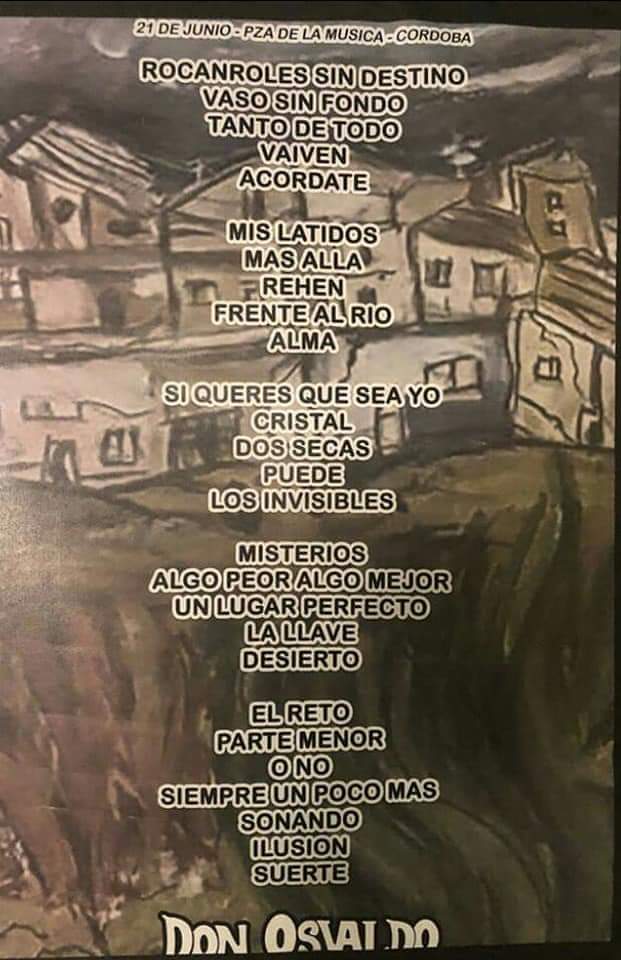 21 DE JUNIO - PZA DE LA MUSICA - CORDOBA
ROCANROLES SIN DESTINO
VASO SIN FONDO
TANTO DE TODO
VAIVEN
ACORDATE
MIS LATIDOS
MAS ALLA
REHEN
FRENTE AL RIO
ALMA
SI QUERES QUE SEA YO
CRISTAL
DOS SECAS
PUEDE
LOS INVISIBLES
MISTERIOS
ALGO PEOR ALGO MEJOR
UN LUGAR PERFECTO
LA LLAVE
DESIERTO
EL RETO
PARTE MENOR
O NO
SIEMPRE UN POCO MAS
SONANDO
ILUSION
SUERTE
DON OSVALDO